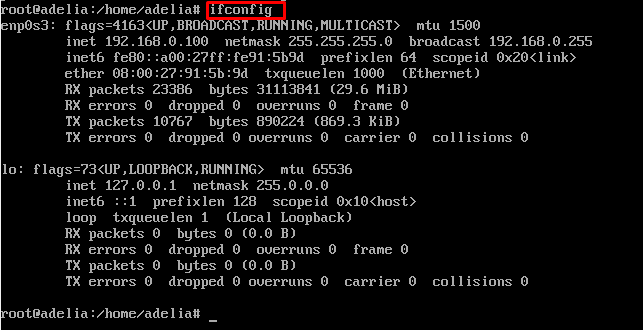 root@adelia:/home/adelia# ifconfig
enp0s3: flags=4163<UP,BROADCAST,RUNNING,MULTICAST>  mtu 1500
        inet 192.168.0.100  netmask 255.255.255.0  broadcast 192.168.0.255
        inet6 fe80::a00:27ff:fe91:5b9d  prefixlen 64  scopeid 0x20<link>
        ether 08:00:27:91:5b:9d  txqueuelen 1000  (Ethernet)
        RX packets 23386  bytes 31113841 (29.6 MiB)
        RX errors 0  dropped 0  overruns 0  frame 0
        TX packets 10767  bytes 890224 (869.3 KiB)
        TX errors 0  dropped 0 overruns 0  carrier 0  collisions 0

lo: flags=73<UP,LOOPBACK,RUNNING>  mtu 65536
        inet 127.0.0.1  netmask 255.0.0.0
        inet6 ::1  prefixlen 128  scopeid 0x10<host>
        loop  txqueuelen 1  (Local Loopback)
        RX packets 0  bytes 0 (0.0 B)
        RX errors 0  dropped 0  overruns 0  frame 0
        TX packets 0  bytes 0 (0.0 B)
        TX errors 0  dropped 0 overruns 0  carrier 0  collisions 0

root@adelia:/home/adelia# _